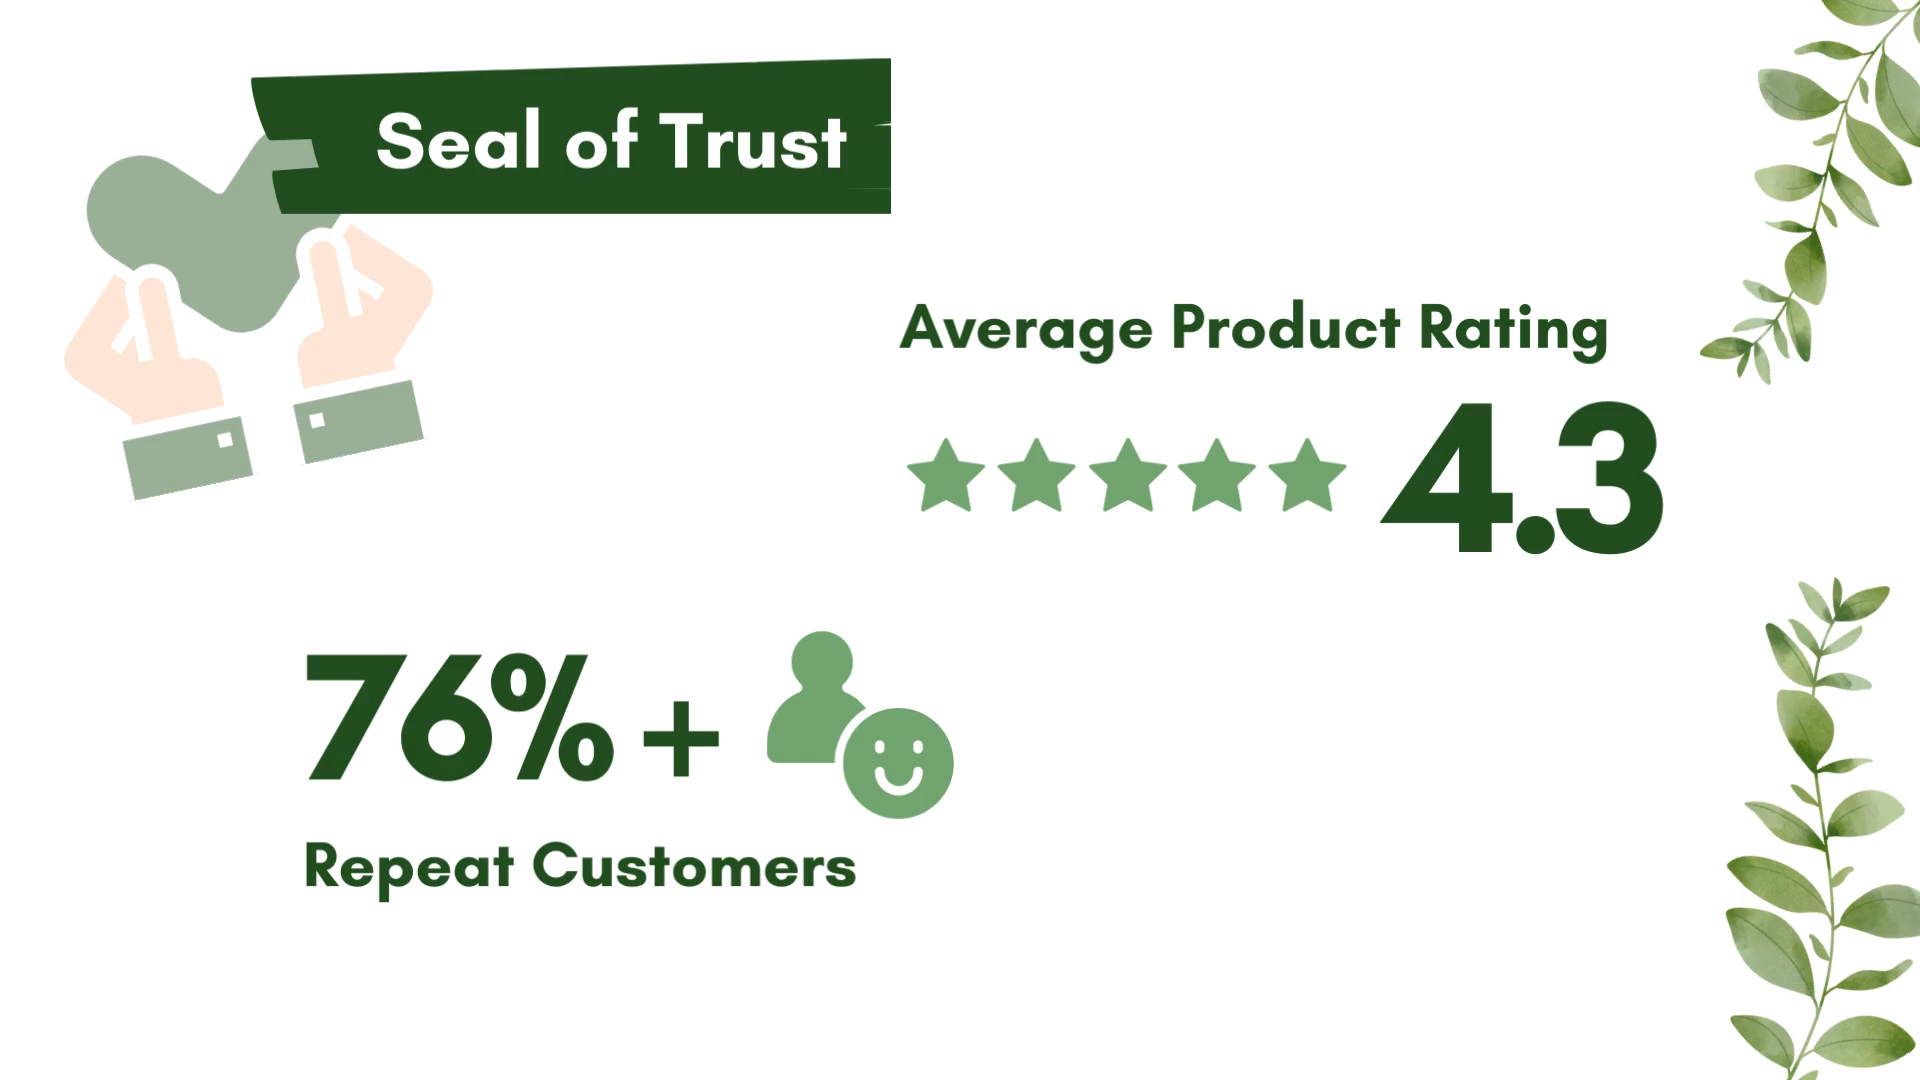 Seal of Trust
Average Product Rating
4.3
76% +
Repeat Customers